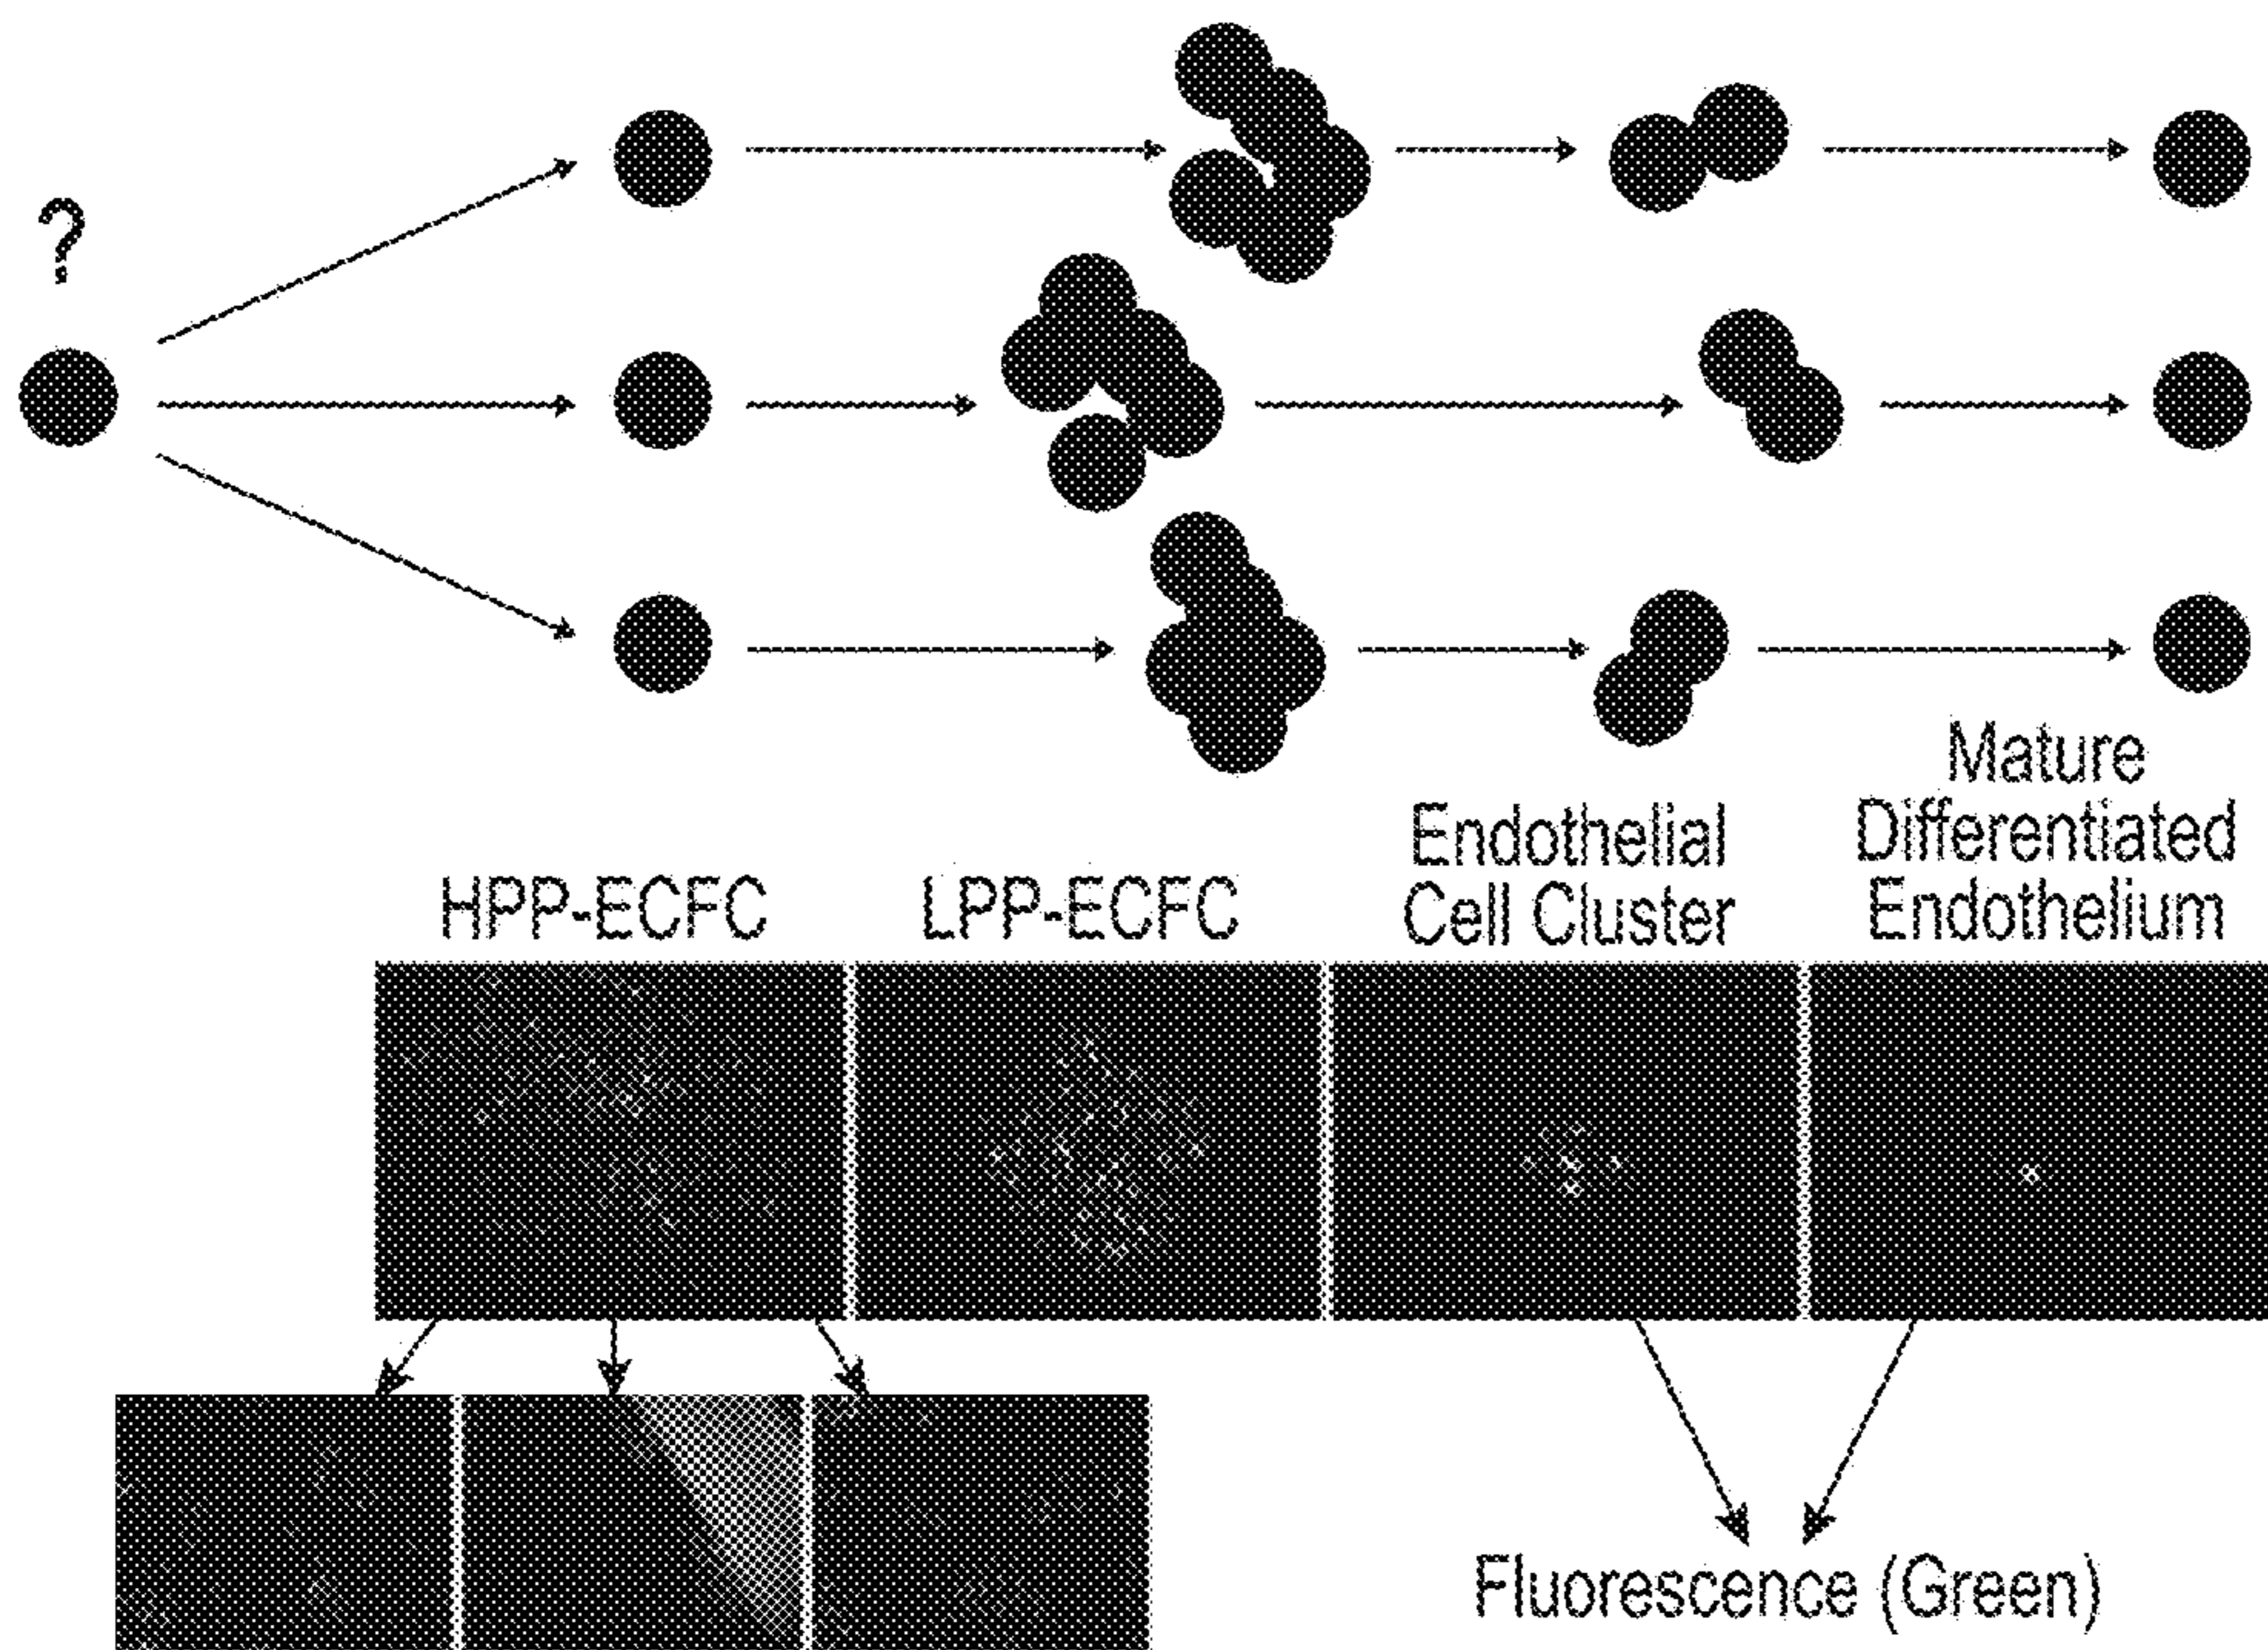 ?
HPP-ECFC
LPP-ECFC
Endothelial
Cell Cluster
Mature
Differentiated
Endothelium
Fluorescence (Green)